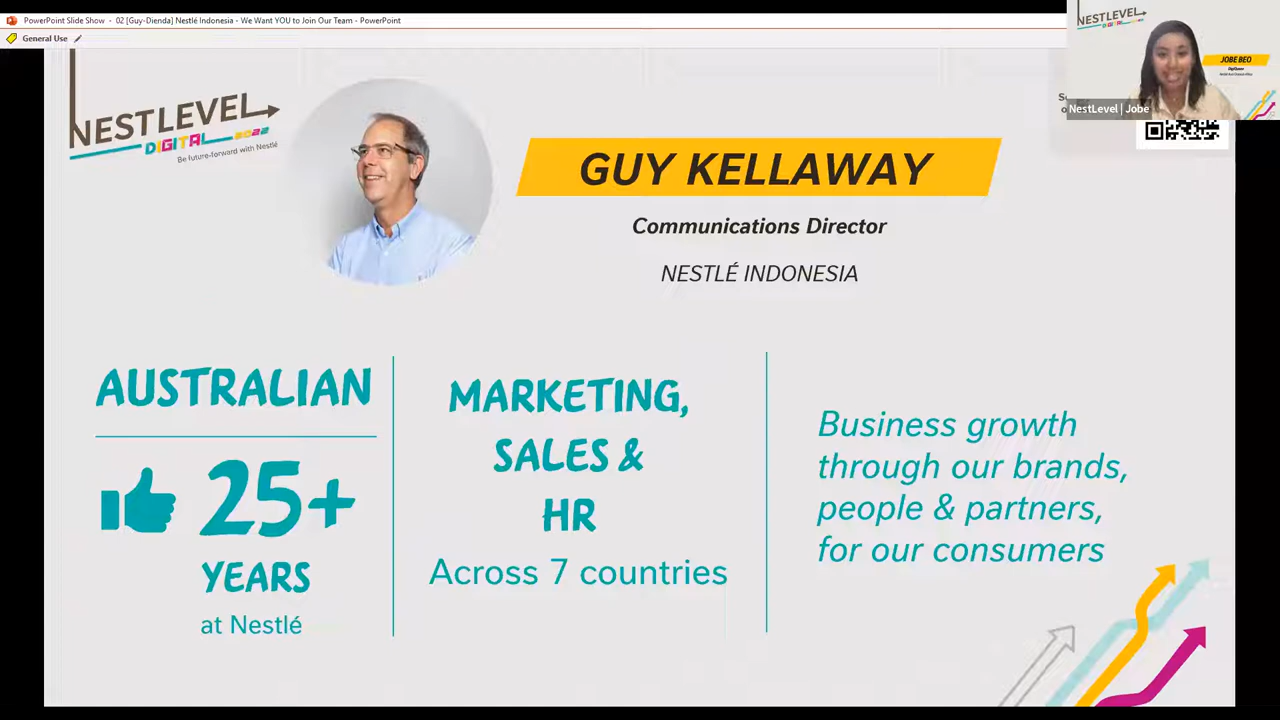 PowerPoint Slide Show - 02 [Guy-Dienda] Nestlé Indonesia - We Want YOU to Join Our Team - PowerPoint
General Use
NESTLEVEL
DIGITAL 2022
Be future-forward with Nestlé
GUY KELLAWAY
Communications Director
NESTLÉ INDONESIA
AUSTRALIAN
25+
YEARS
at Nestlé
MARKETING,
SALES &
HR
Across 7 countries
Business growth
through our brands,
people & partners,
for our consumers
NESTLEVEL
DIGITAL
JOBE BEO
NestLevel | Jobe